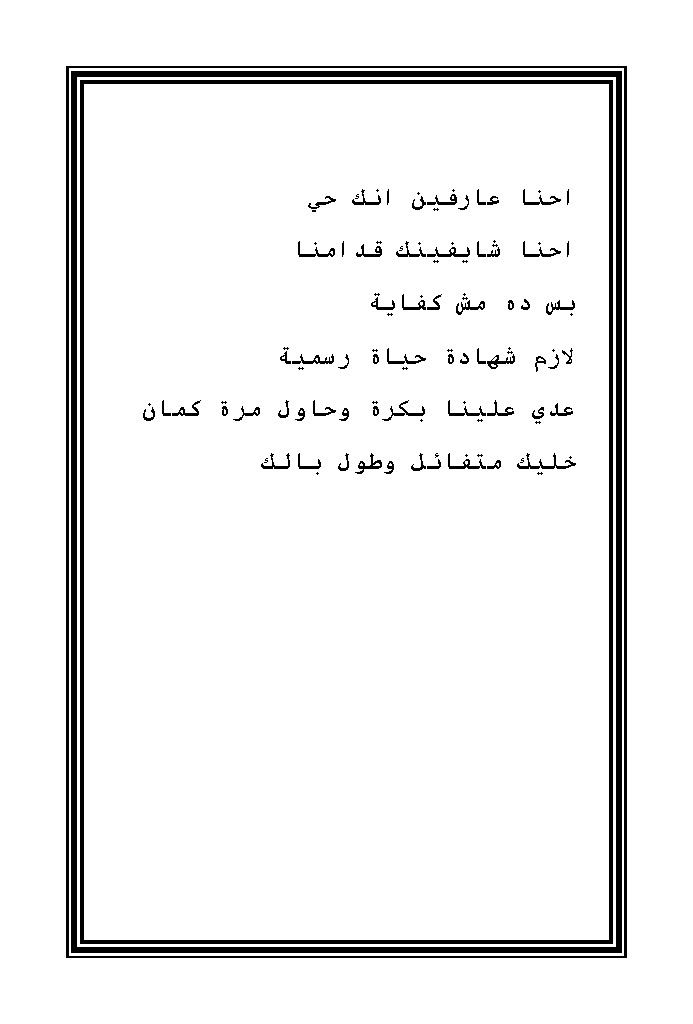 احنا عارفين انك حي
احنا شايفينك قدامنا
بس ده مش كفاية
لازم شهادة حياة رسمية
عدي علينا بكرة وحاول مرة كمان
خليك متفائل وطول بالك